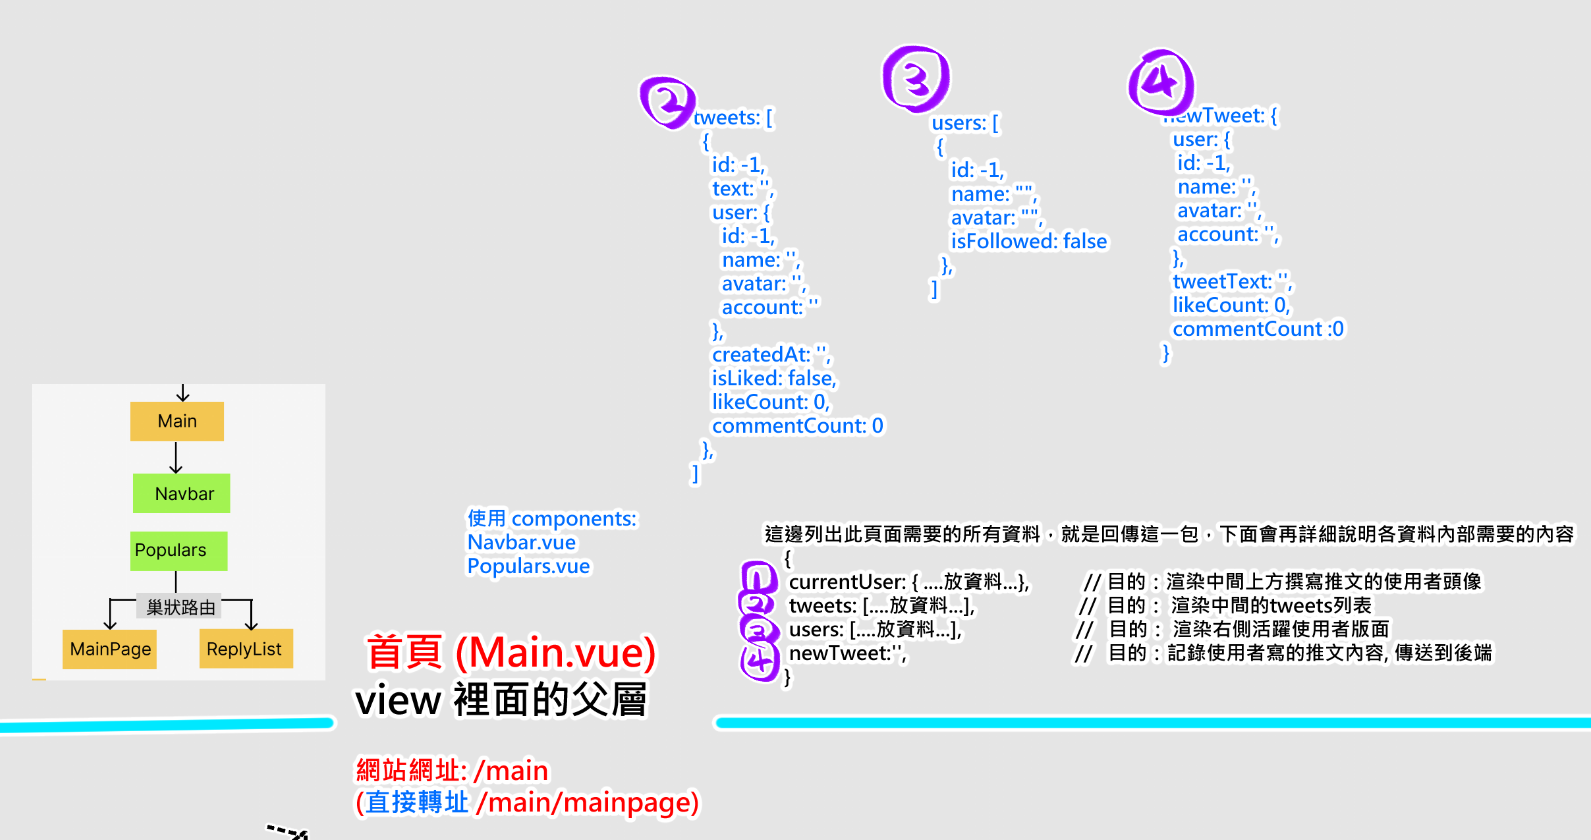 ②
tweets: [
{
id: -1,
text: '',
user: {
id: -1,
name: '',
avatar: '',
account: ''
},
createdAt: '',
isLiked: false,
likeCount: 0,
commentCount: 0
},
]
③
users: [
{
id: -1,
name: "",
avatar: "",
isFollowed: false
},
]
④
newTweet: {
user: {
id: -1,
name: '',
avatar: '',
account: '',
},
tweetText: '',
likeCount: 0,
commentCount :0
}
Main
Navbar
Populars
巢狀路由
MainPage
ReplyList
使用 components:
Navbar.vue
Populars.vue
這邊列出此頁面需要的所有資料，就是回傳這一包，下面會再詳細說明各資料內部需要的內容
{
① currentUser: { ....放資料...}, // 目的：渲染中間上方撰寫推文的使用者頭像
② tweets: [....放資料...], // 目的： 渲染中間的tweets列表
③ users: [....放資料...], // 目的： 渲染右側活躍使用者版面
④ newTweet:'', // 目的：記錄使用者寫的推文內容, 傳送到後端
}
首頁 (Main.vue)
view 裡面的父層
網站網址: /main
(直接轉址 /main/mainpage)